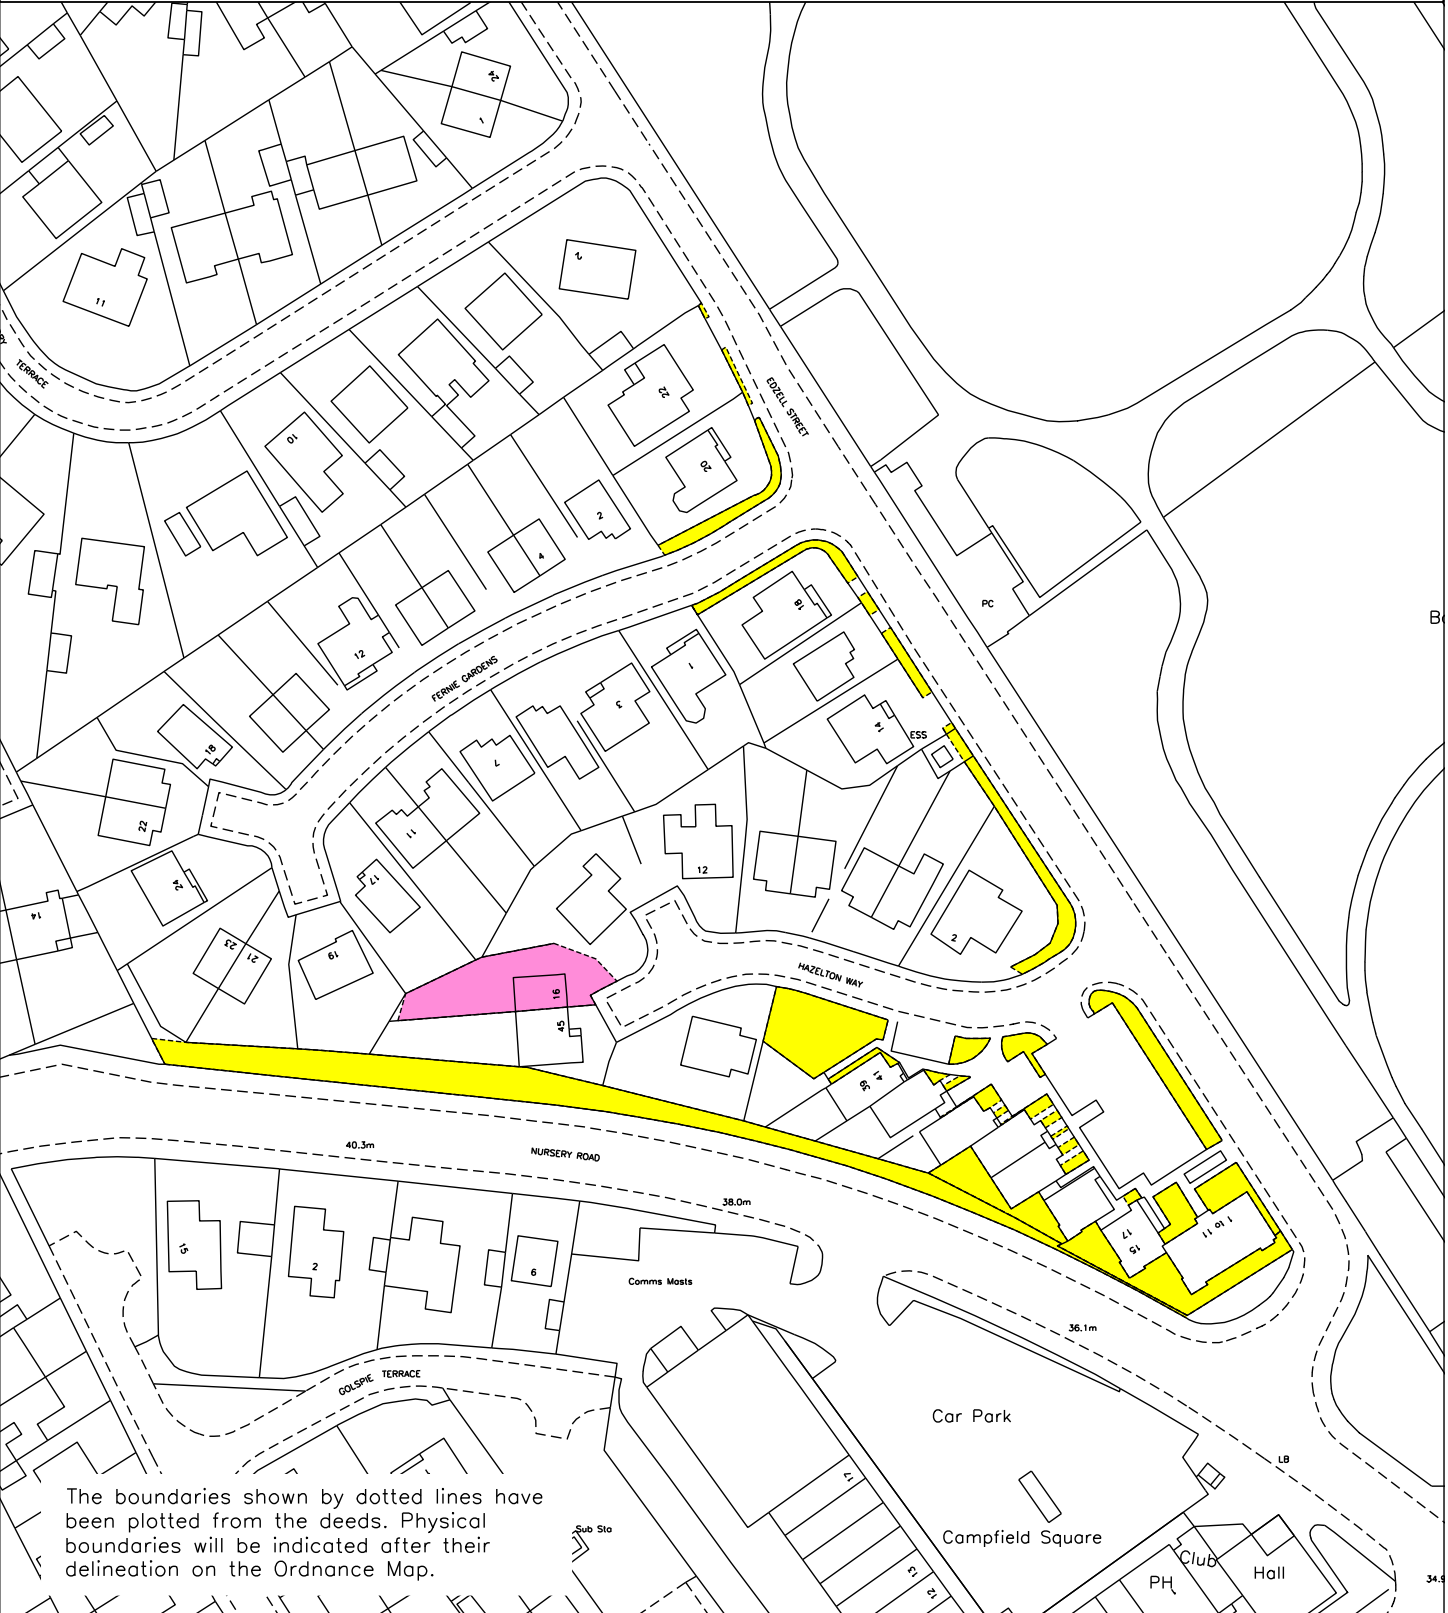 24
1
2
11
TERRACE
EDZELL STREET
22
10
20
2
4
PC
18
12
FERNIE GARDENS
1
3
14
ESS
18
7
22
11
12
17
24
14
2
23
21
19
HAZELTON WAY
16
45
41
39
40.3m
NURSERY ROAD
38.0m
1 to 11
17
15
15
2
6
Comms Masts
36.1m
GOLSPIE TERRACE
Car Park
LB
17
The boundaries shown by dotted lines have
been plotted from the deeds. Physical
boundaries will be indicated after their
delineation on the Ordnance Map.
Sub Sta
Campfield Square
Club
Hall
PH
13
12